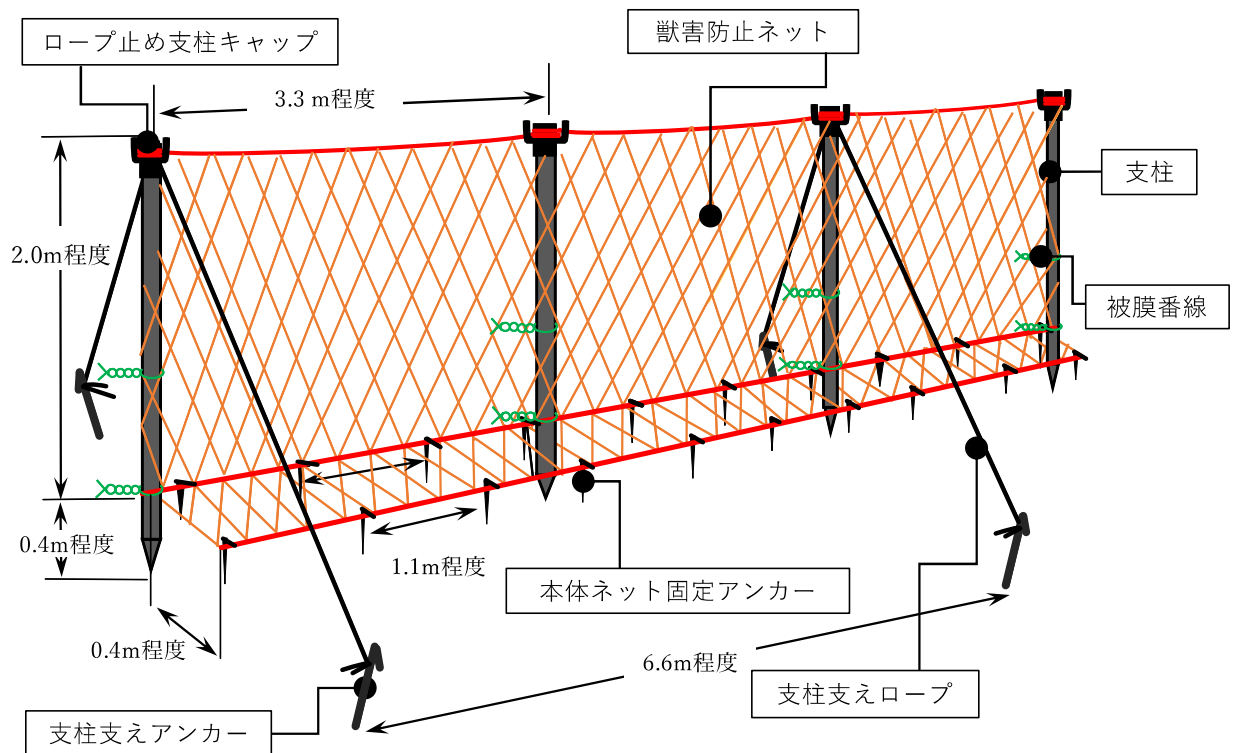 ロープ止め支柱キャップ
獣害防止ネット
3.3 m程度
支柱
2.0m程度
被膜番線
0.4m程度
1.1m程度
本体ネット固定アンカー
0.4m程度
6.6m程度
支柱支えロープ
支柱支えアンカー